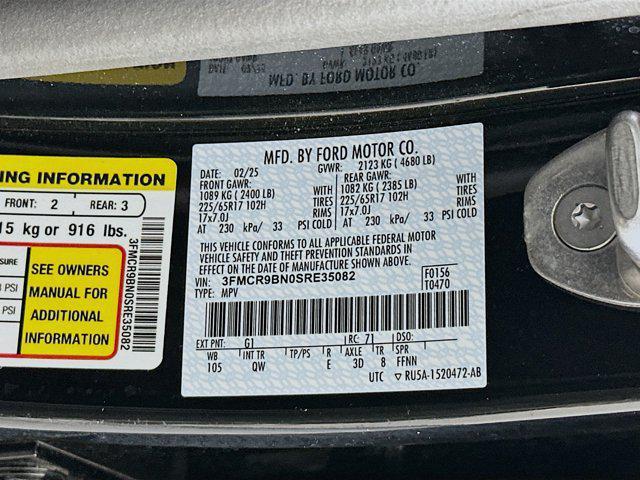 MFD. BY FORD MOTOR CO.
MFD. BY FORD MOTOR CO.
DATE: 02/25 GVWR: 2123 KG ( 4680 LB)
FRONT GAWR: REAR GAWR:
1089 KG ( 2400 LB) WITH 1082 KG ( 2385 LB) WITH
225/65R17 102H TIRES 225/65R17 102H TIRES
17x7.0J RIMS 17x7.0J RIMS
AT 230 kPa/ 33 PSI COLD AT 230 kPa/ 33 PSI COLD
THIS VEHICLE CONFORMS TO ALL APPLICABLE FEDERAL MOTOR
VEHICLE SAFETY AND THEFT PREVENTION STANDARDS IN EFFECT
ON THE DATE OF MANUFACTURE SHOWN ABOVE.
VIN: 3FMCR9BN0SRE35082 F0156
TYPE: MPV T0470
EXT PNT: G1 RC: 71 DSO:
WB INT TR TP/PS R AXLE TR SPR
105 QW E 3D 8 FFNN
UTC ▽ RU5A-1520472-AB
ING INFORMATION
FRONT: 2 REAR: 3
15 kg or 916 lbs.
SSURE
PSI
PSI
SEE OWNERS
MANUAL FOR
ADDITIONAL
INFORMATION
3FMCR9BN0SRE35082